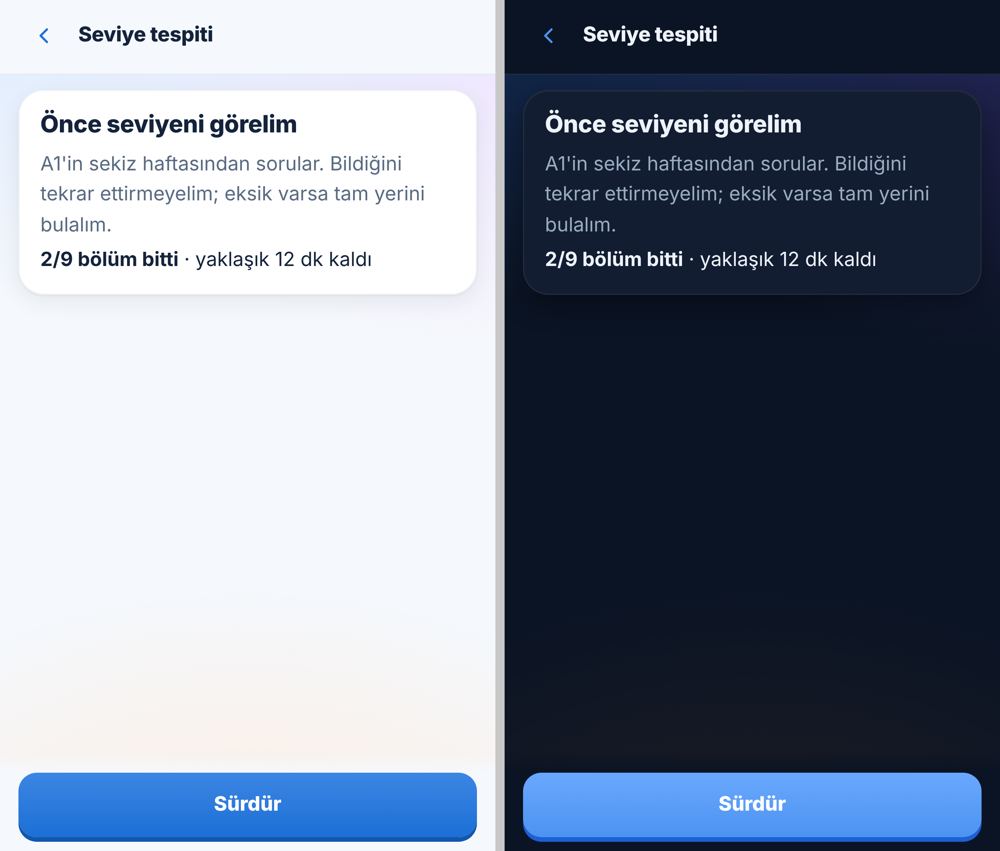 Seviye tespiti
Önce seviyeni görelim
A1'in sekiz haftasından sorular. Bildiğini
tekrar ettirmeyelim; eksik varsa tam yerini
bulalım.
2/9 bölüm bitti · yaklaşık 12 dk kaldı
Sürdür
Seviye tespiti
Önce seviyeni görelim
A1'in sekiz haftasından sorular. Bildiğini
tekrar ettirmeyelim; eksik varsa tam yerini
bulalım.
2/9 bölüm bitti · yaklaşık 12 dk kaldı
Sürdür